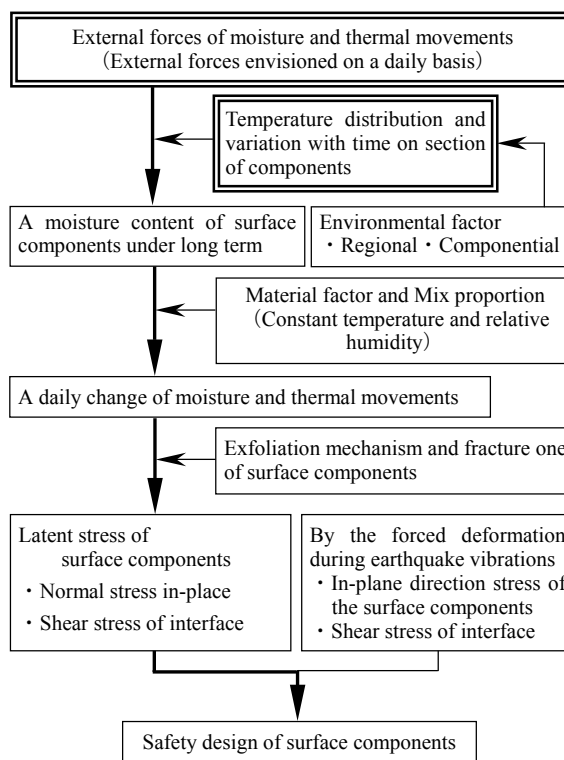 External forces of moisture and thermal movements
(External forces envisioned on a daily basis)
Temperature distribution and
variation with time on section
of components
A moisture content of surface
components under long term
Environmental factor
・Regional・Componential
Material factor and Mix proportion
(Constant temperature and relative
humidity)
A daily change of moisture and thermal movements
Exfoliation mechanism and fracture one
of surface components
Latent stress of
surface components
・Normal stress in-place
・Shear stress of interface
By the forced deformation
during earthquake vibrations
・In-plane direction stress of
the surface components
・Shear stress of interface
Safety design of surface components